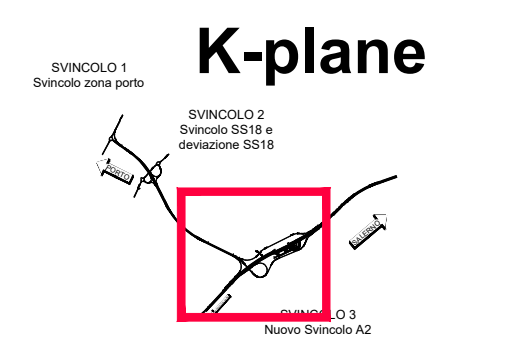 K-plane
SVINCOLO 1
Svincolo zona porto
SVINCOLO 2
Svincolo SS18 e
deviazione SS18
PORTO
SALERNO
SVINCOLO 3
Nuovo Svincolo A2